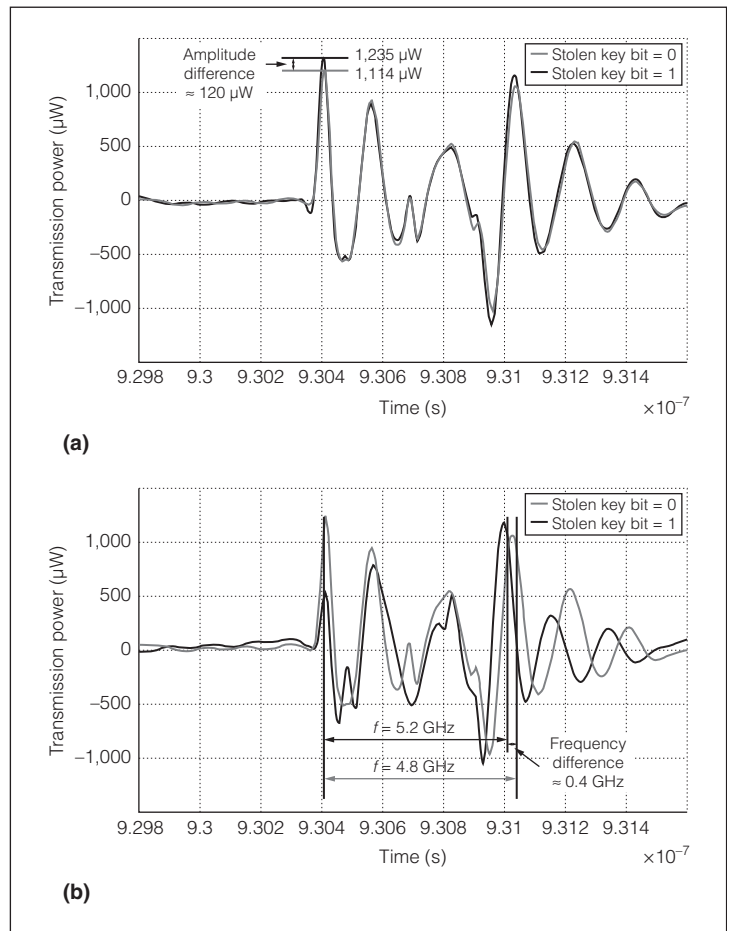 Amplitude
difference
≈ 120 µW
1,235 µW
1,114 µW
Stolen key bit = 0
Stolen key bit = 1
Transmission power (µW)
1,000
500
0
−500
−1,000
9.298 9.3 9.302 9.304 9.306 9.308 9.31 9.312 9.314
Time (s)
×10−7
(a)
Stolen key bit = 0
Stolen key bit = 1
Transmission power (µW)
1,000
500
0
−500
−1,000
f = 5.2 GHz
f = 4.8 GHz
Frequency
difference
≈ 0.4 GHz
9.298 9.3 9.302 9.304 9.306 9.308 9.31 9.312 9.314
Time (s)
×10−7
(b)